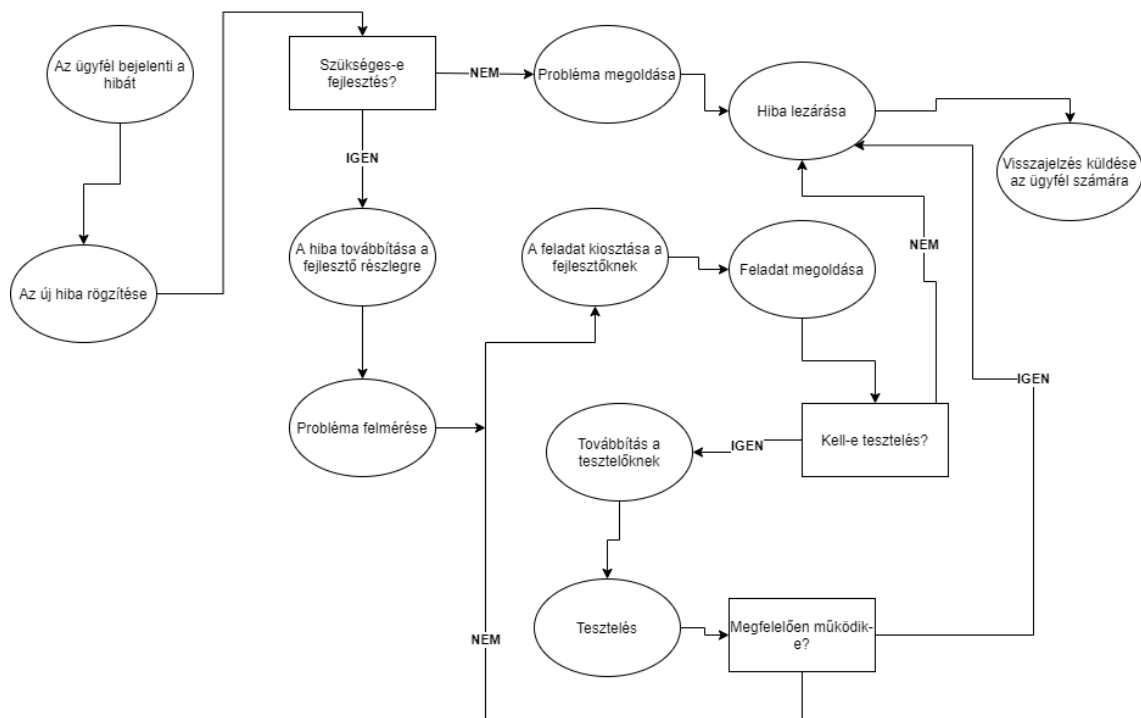 Az ügyfél bejelenti a
hibát
Szükséges-e
fejlesztés?
NEM
Probléma megoldása
Hiba lezárása
Visszajelzés küldése
az ügyfél számára
IGEN
Az új hiba rögzítése
A hiba továbbítása a
fejlesztő részlegre
A feladat kiosztása a
fejlesztőknek
Feladat megoldása
NEM
IGEN
Probléma felmérése
Továbbítás a
tesztelőknek
IGEN
Kell-e tesztelés?
NEM
Tesztelés
Megfelelően működik-
e?